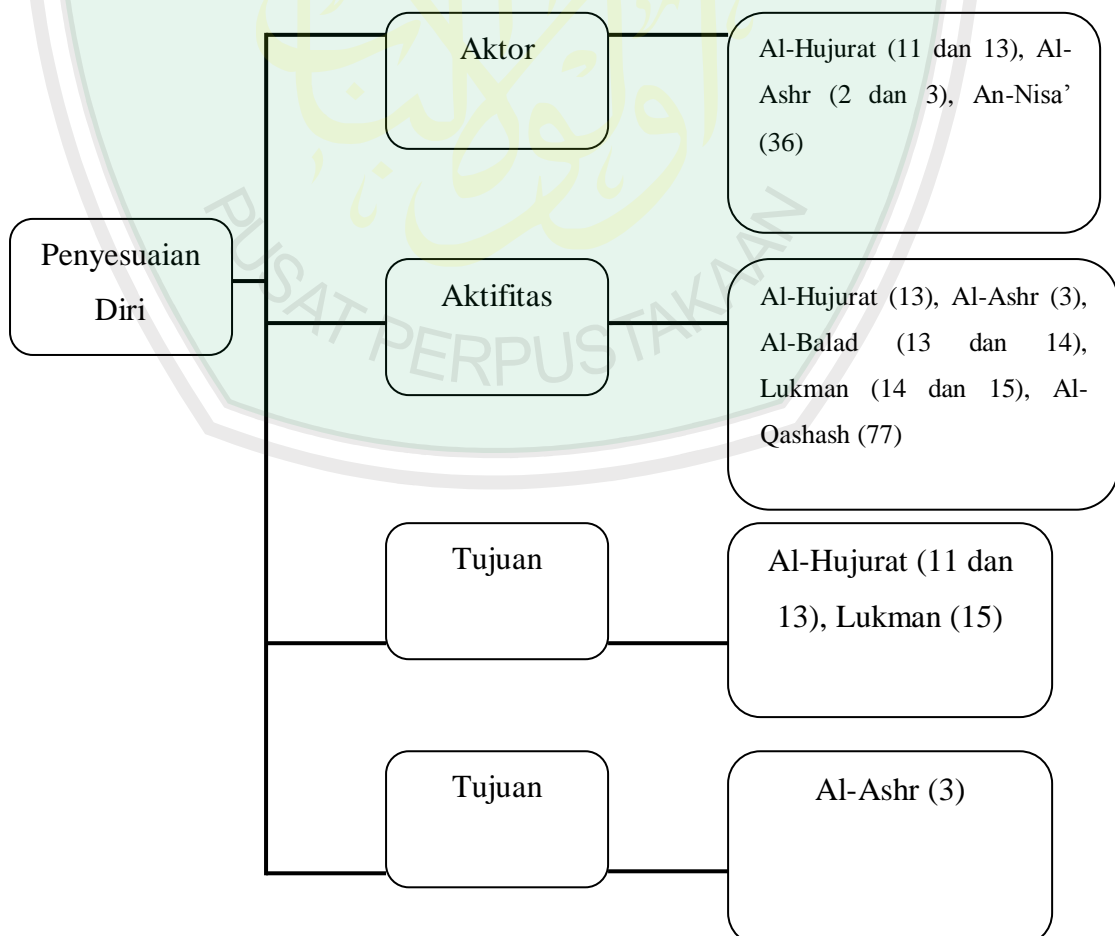 Aktor
Al-Hujurat (11 dan 13), Al-
Ashr (2 dan 3), An-Nisa’
(36)
Penyesuaian
Diri
Aktifitas
Al-Hujurat (13), Al-Ashr (3),
Al-Balad (13 dan 14),
Lukman (14 dan 15), Al-
Qashash (77)
PUSAT PERPUSTAKAAN
Tujuan
Al-Hujurat (11 dan
13), Lukman (15)
Tujuan
Al-Ashr (3)